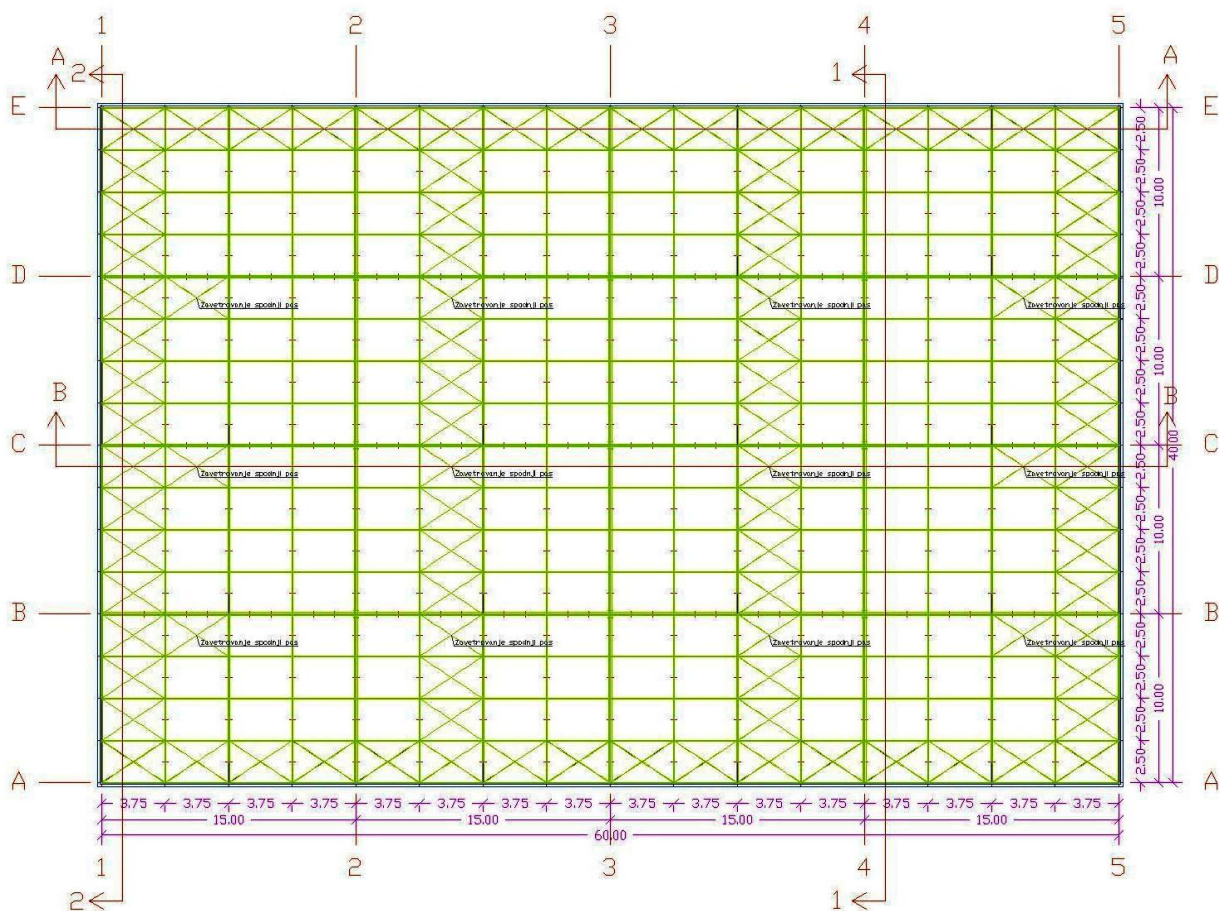 1 2 3 4 5
A A
2 1
E E
D D
Zavetrovanje spodnji pas Zavetrovanje spodnji pas Zavetrovanje spodnji pas Zavetrovanje spodnji pas
B B
C C
Zavetrovanje spodnji pas Zavetrovanje spodnji pas Zavetrovanje spodnji pas Zavetrovanje spodnji pas
B B
Zavetrovanje spodnji pas Zavetrovanje spodnji pas Zavetrovanje spodnji pas Zavetrovanje spodnji pas
A A
2.50 2.50 2.50 2.50 2.50 2.50 2.50 2.50 2.50 2.50 2.50 2.50 2.50 2.50 2.50 2.50
10.00 10.00 10.00 10.00
40.00
3.75 3.75 3.75 3.75 3.75 3.75 3.75 3.75 3.75 3.75 3.75 3.75 3.75 3.75 3.75 3.75
15.00 15.00 15.00 15.00
60.00
1 2 3 4 5
2 1